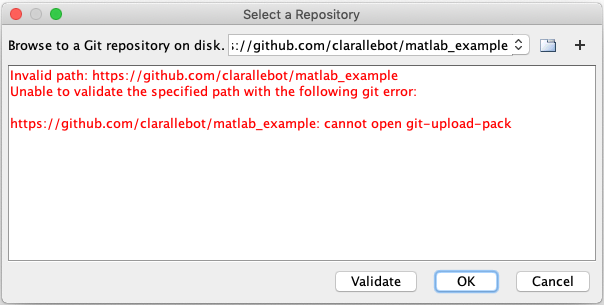 Select a Repository
Browse to a Git repository on disk. s://github.com/clarallebot/matlab_example
Invalid path: https://github.com/clarallebot/matlab_example
Unable to validate the specified path with the following git error:
https://github.com/clarallebot/matlab_example: cannot open git-upload-pack
Validate OK Cancel